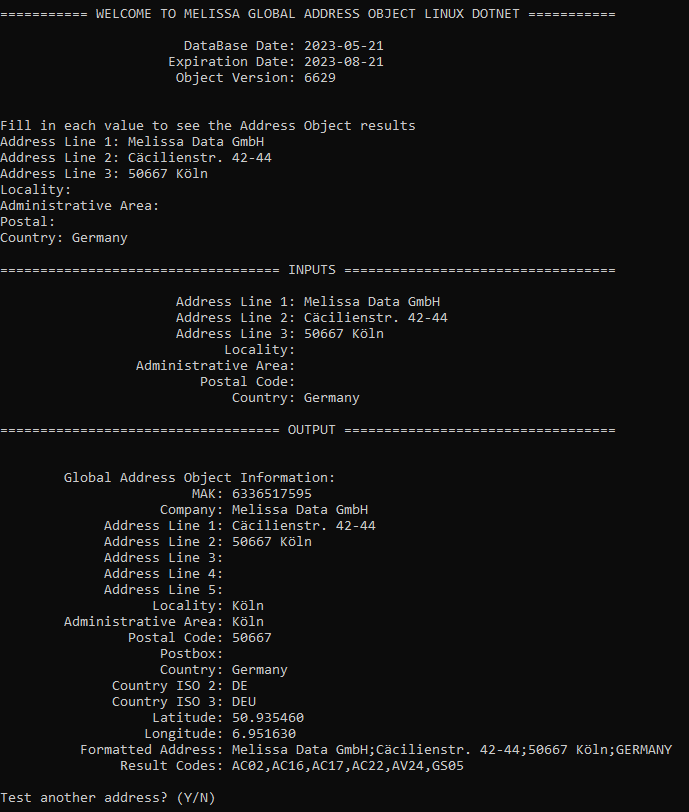 =========== WELCOME TO MELISSA GLOBAL ADDRESS OBJECT LINUX DOTNET ===========
DataBase Date: 2023-05-21
Expiration Date: 2023-08-21
Object Version: 6629
Fill in each value to see the Address Object results
Address Line 1: Melissa Data GmbH
Address Line 2: Cäcilienstr. 42-44
Address Line 3: 50667 Köln
Locality:
Administrative Area:
Postal:
Country: Germany
=================================== INPUTS ==================================
Address Line 1: Melissa Data GmbH
Address Line 2: Cäcilienstr. 42-44
Address Line 3: 50667 Köln
Locality:
Administrative Area:
Postal Code:
Country: Germany
=================================== OUTPUT ==================================
Global Address Object Information:
MAK: 6336517595
Company: Melissa Data GmbH
Address Line 1: Cäcilienstr. 42-44
Address Line 2: 50667 Köln
Address Line 3:
Address Line 4:
Address Line 5:
Locality: Köln
Administrative Area: Köln
Postal Code: 50667
Postbox:
Country: Germany
Country ISO 2: DE
Country ISO 3: DEU
Latitude: 50.935460
Longitude: 6.951630
Formatted Address: Melissa Data GmbH;Cäcilienstr. 42-44;50667 Köln;GERMANY
Result Codes: AC02,AC16,AC17,AC22,AV24,GS05
Test another address? (Y/N)